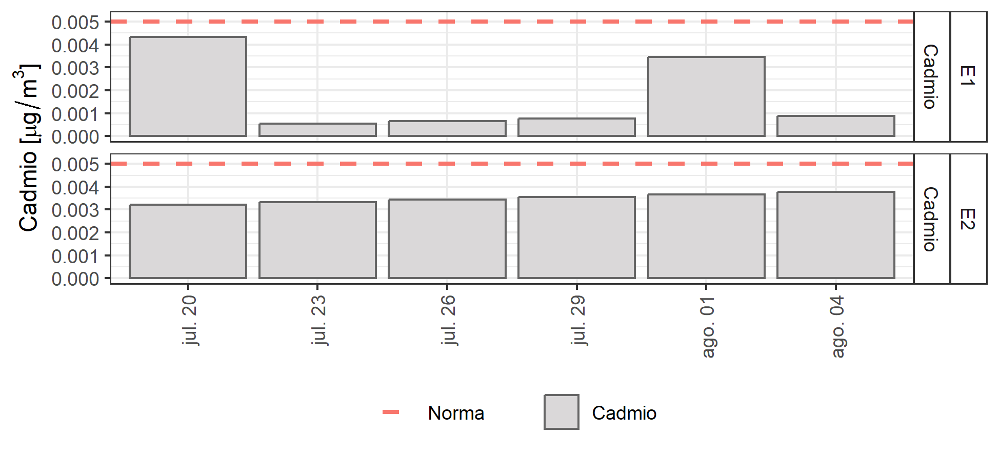 Cadmio [μg/m³]
0.005
0.004
0.003
0.002
0.001
0.000
Cadmio
E1
0.005
0.004
0.003
0.002
0.001
0.000
Cadmio
E2
jul. 20
jul. 23
jul. 26
jul. 29
ago. 01
ago. 04
Norma
Cadmio